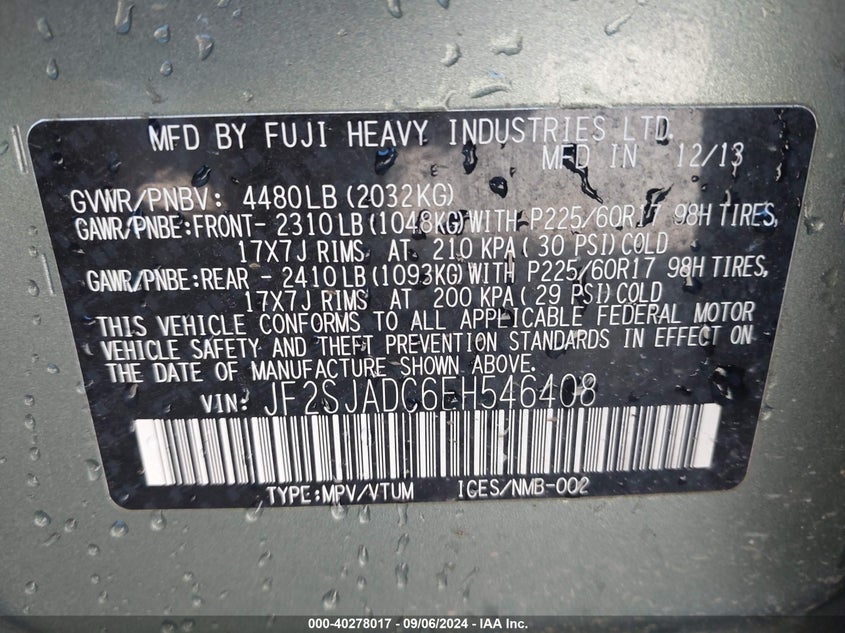 MFD BY FUJI HEAVY INDUSTRIES LTD.
MFD IN 12/13
GVWR/PNBV: 4480LB(2032KG)
GAWR/PNBE:FRONT- 2310LB(1048KG)WITH P225/60R17 98H TIRES,
17X7J RIMS AT 210 KPA(30 PSI)COLD
GAWR/PNBE:REAR - 2410LB(1093KG)WITH P225/60R17 98H TIRES,
17X7J RIMS AT 200 KPA(29 PSI)COLD
THIS VEHICLE CONFORMS TO ALL APPLICABLE FEDERAL MOTOR
VEHICLE SAFETY AND THEFT PREVENTION STANDARDS IN EFFECT ON
THE DATE OF MANUFACTURE SHOWN ABOVE.
VIN: JF2SJADC6EH546408
TYPE:MPV/VTUM ICES/NMB-002
000-40278017 - 09/06/2024 - IAA, Inc.